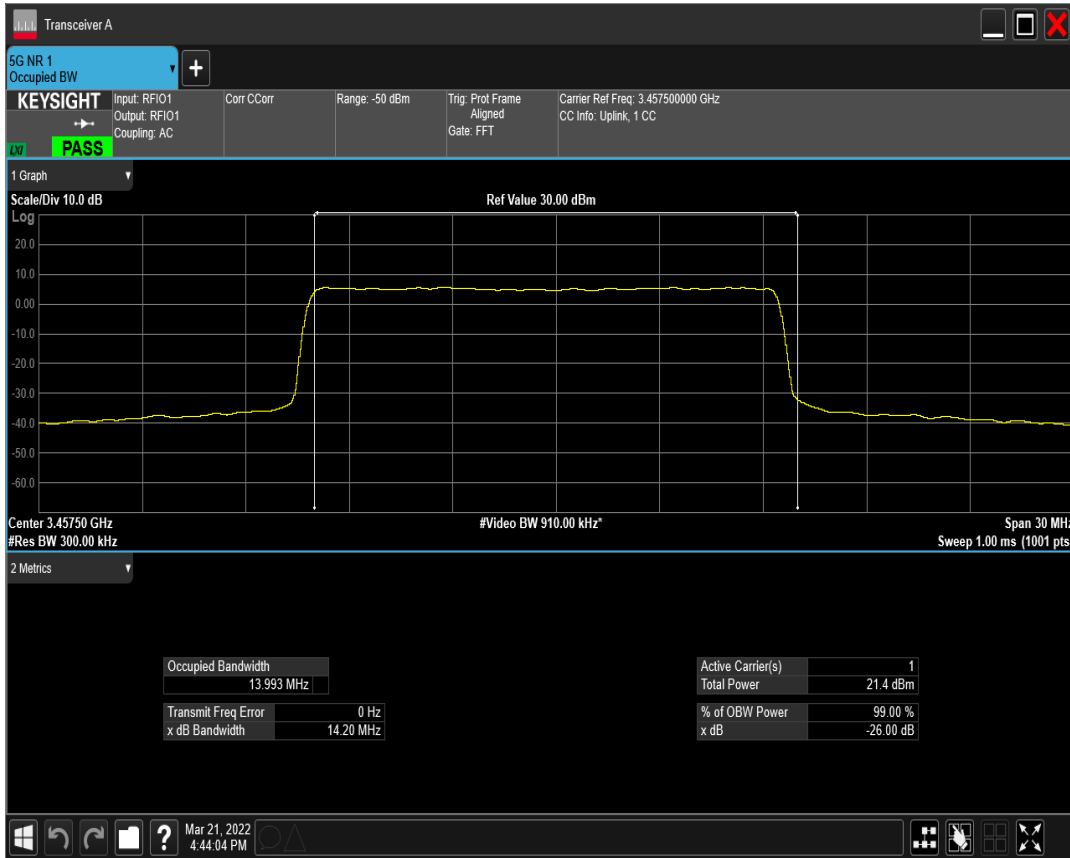 Transceiver A
5G NR 1
Occupied BW
KEYSIGHT
LXI
PASS
Input: RFIO1
Output: RFIO1
Coupling: AC
Corr CCorr
Range: -50 dBm
Trig: Prot Frame
Aligned
Gate: FFT
Carrier Ref Freq: 3.457500000 GHz
CC Info: Uplink, 1 CC
1 Graph
Scale/Div 10.0 dB
Ref Value 30.00 dBm
Log
20.0
10.0
0.00
-10.0
-20.0
-30.0
-40.0
-50.0
-60.0
Center 3.45750 GHz
#Video BW 910.00 kHz*
Span 30 MHz
#Res BW 300.00 kHz
Sweep 1.00 ms (1001 pts
2 Metrics
Occupied Bandwidth
13.993 MHz
Transmit Freq Error 0 Hz
x dB Bandwidth 14.20 MHz
Active Carrier(s) 1
Total Power 21.4 dBm
% of OBW Power 99.00 %
x dB -26.00 dB
?
Mar 21, 2022
4:44:04 PM